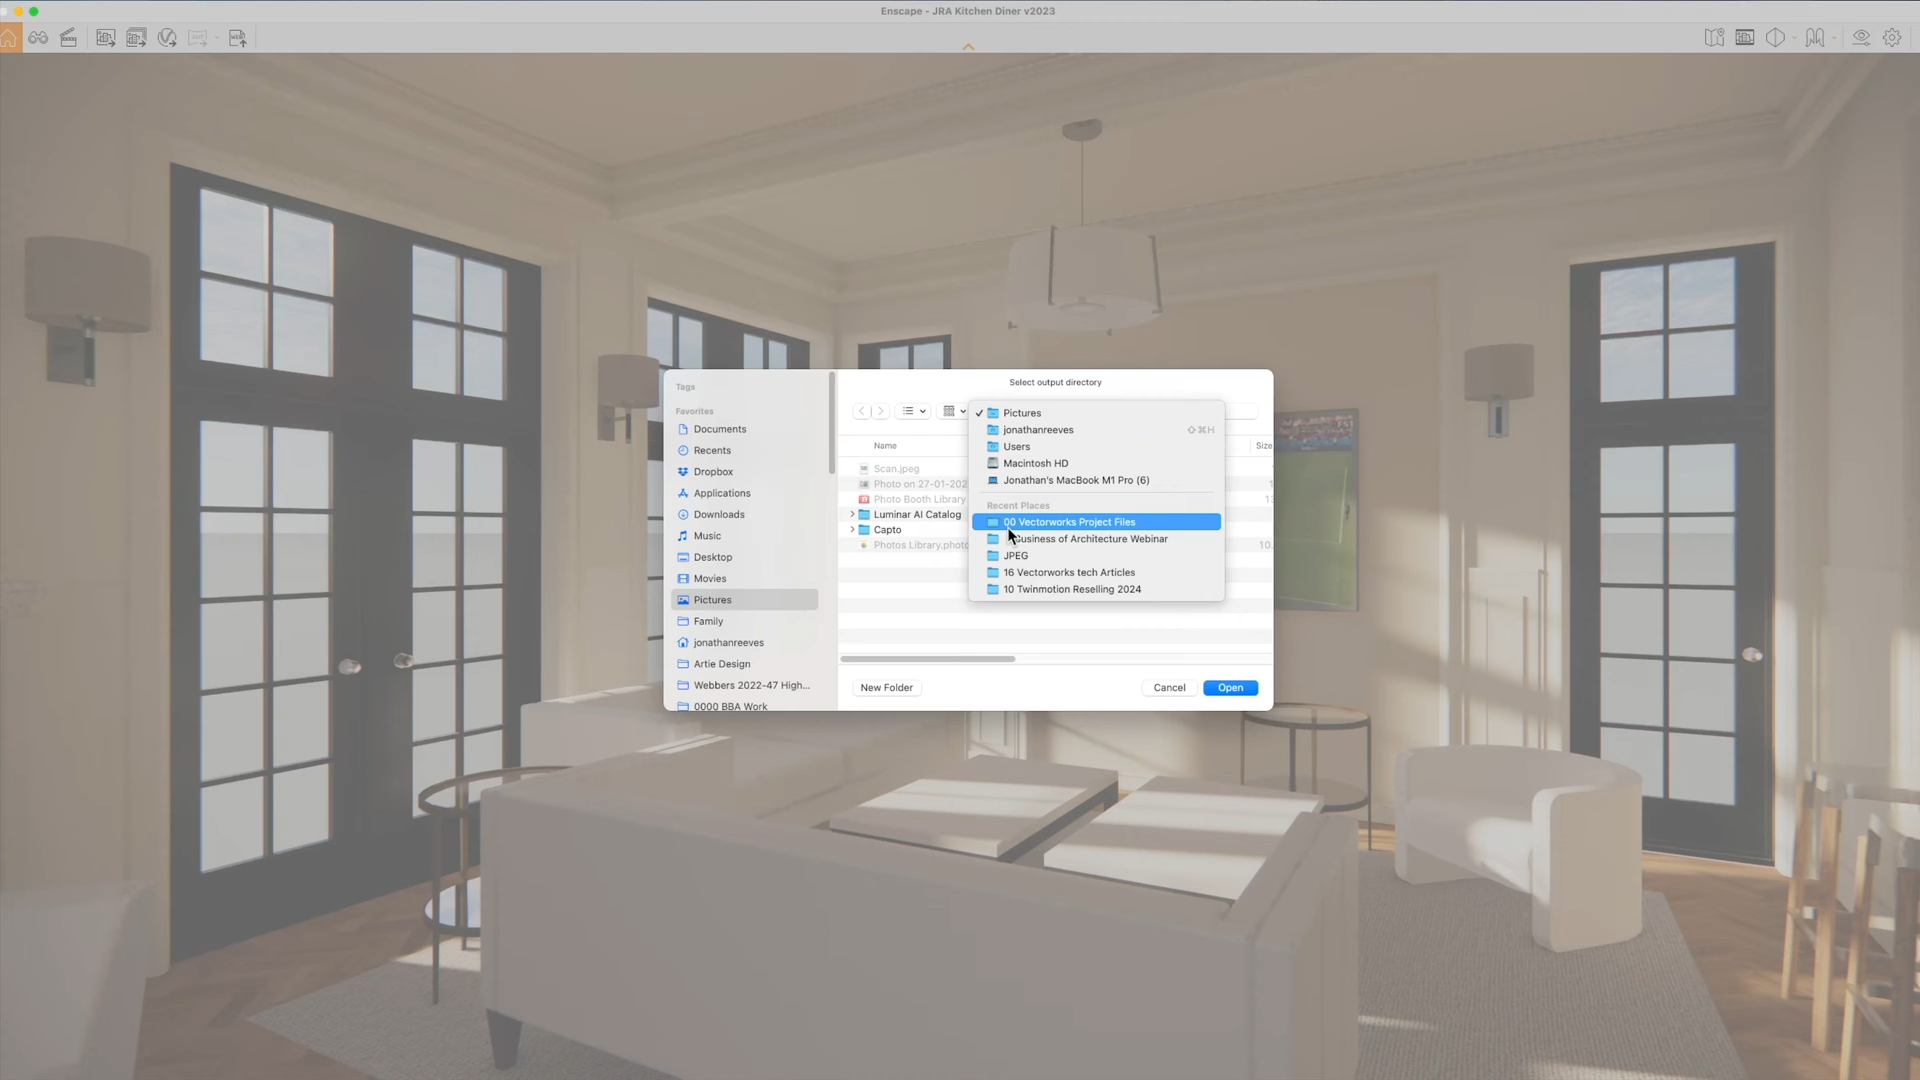 Enscape - JRA Kitchen Diner v2023
Select output directory
Tags
Favorites
Documents
Recents
Dropbox
Applications
Downloads
Music
Desktop
Movies
Pictures
Family
jonathanreeves
Artie Design
Webbers 2022-47 High...
0000 BBA Work
Name
Size
Scan.jpeg
Photo on 27-01-202
Photo Booth Library
Luminar AI Catalog
Capto
Photos Library.photo
Pictures
jonathanreeves ⇧⌘H
Users
Macintosh HD
Jonathan's MacBook M1 Pro (6)
Recent Places
00 Vectorworks Project Files
Business of Architecture Webinar
JPEG
16 Vectorworks tech Articles
10 Twinmotion Reselling 2024
New Folder
Cancel
Open